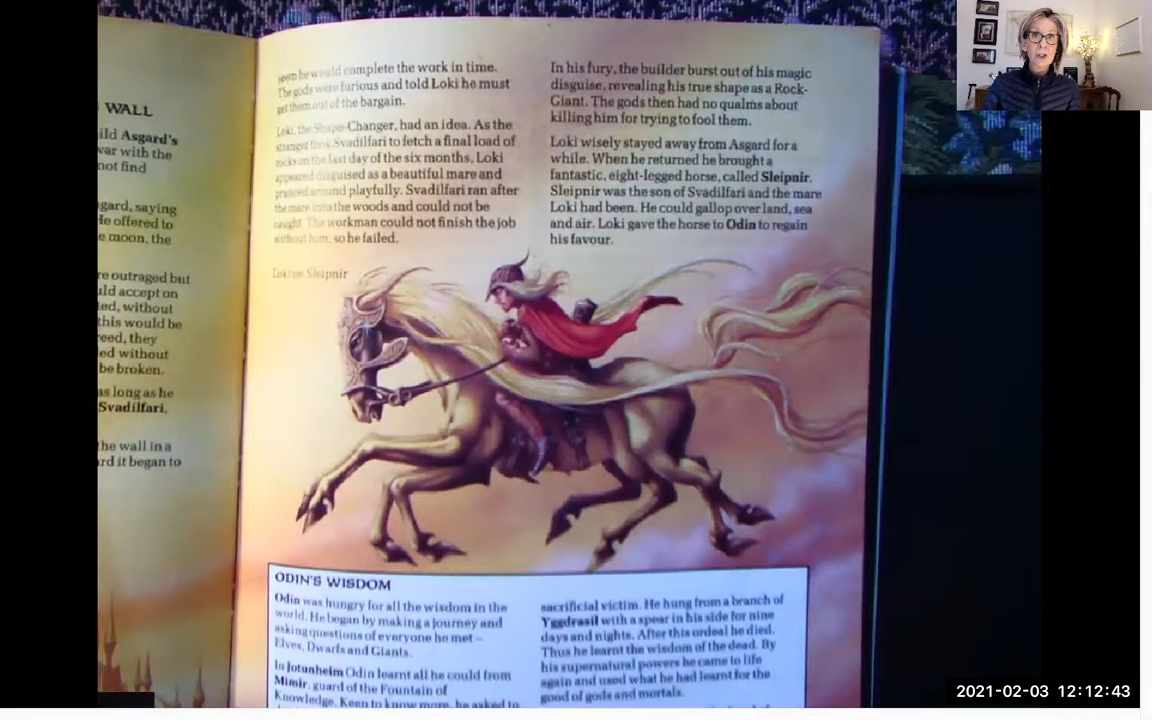 WALL
ild Asgard's
var with the
not find
gard, saying
He offered to
e moon, the
re outraged but
uld accept on
ted, without
this would be
reed, they
ed without
be broken.
as long as he
Svadilfari,
the wall in a
ard it began to
seem he would complete the work in time.
The gods were furious and told Loki he must
get them out of the bargain.
Loki, the Shape-Changer, had an idea. As the
stranger took Svadilfari to fetch a final load of
rocks on the last day of the six months, Loki
appeared disguised as a beautiful mare and
pranced around playfully. Svadilfari ran after
the mare into the woods and could not be
caught. The workman could not finish the job
without him, so he failed.
Loki on Sleipnir
In his fury, the builder burst out of his magic
disguise, revealing his true shape as a Rock-
Giant. The gods then had no qualms about
killing him for trying to fool them.
Loki wisely stayed away from Asgard for a
while. When he returned he brought a
fantastic, eight-legged horse, called Sleipnir.
Sleipnir was the son of Svadilfari and the mare
Loki had been. He could gallop over land, sea
and air. Loki gave the horse to Odin to regain
his favour.
ODIN'S WISDOM
Odin was hungry for all the wisdom in the
world. He began by making a journey and
asking questions of everyone he met –
Elves, Dwarfs and Giants.
In Jotunheim Odin learnt all he could from
Mimir, guard of the Fountain of
Knowledge. Keen to know more, he asked to
sacrificial victim. He hung from a branch of
Yggdrasil with a spear in his side for nine
days and nights. After this ordeal he died.
Thus he learnt the wisdom of the dead. By
his supernatural powers he came to life
again and used what he had learnt for the
good of gods and mortals.
2021-02-03 12:12:43